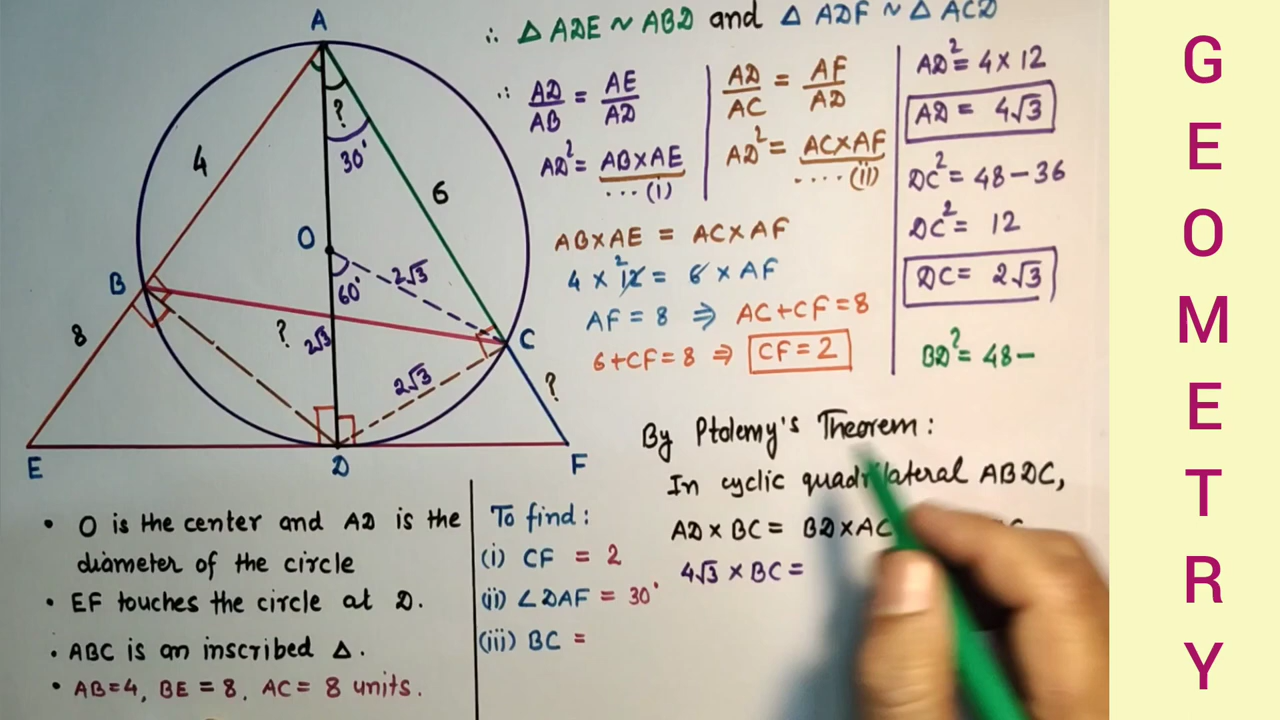 A
?
30°
4
6
O
60°
2√3
B
?
2√3
C
8
2√3
?
E
D
F
• O is the center and AD is the
diameter of the circle
• EF touches the circle at D.
• ABC is an inscribed Δ.
• AB=4, BE = 8, AC = 8 units.
To find:
(i) CF = 2
(ii) ∠DAF = 30°
(iii) BC =
∴ Δ ADE ~ ABD and Δ ADF ~ Δ ACD
∴ AD/AB = AE/AD
AD² = AB×AE
...(i)
AD/AC = AF/AD
AD² = AC×AF
....(ii)
AB×AE = AC×AF
4 × 12 2 = 6 × AF
AF = 8 ⇒ AC+CF=8
6+CF=8 ⇒ CF=2
AD² = 4×12
AD = 4√3
DC² = 48-36
DC² = 12
DC = 2√3
BD² = 48-
By Ptolemy's Theorem:
In cyclic quadrilateral ABDC,
AD × BC = BD×AC
4√3 × BC =
G
E
O
M
E
T
R
Y